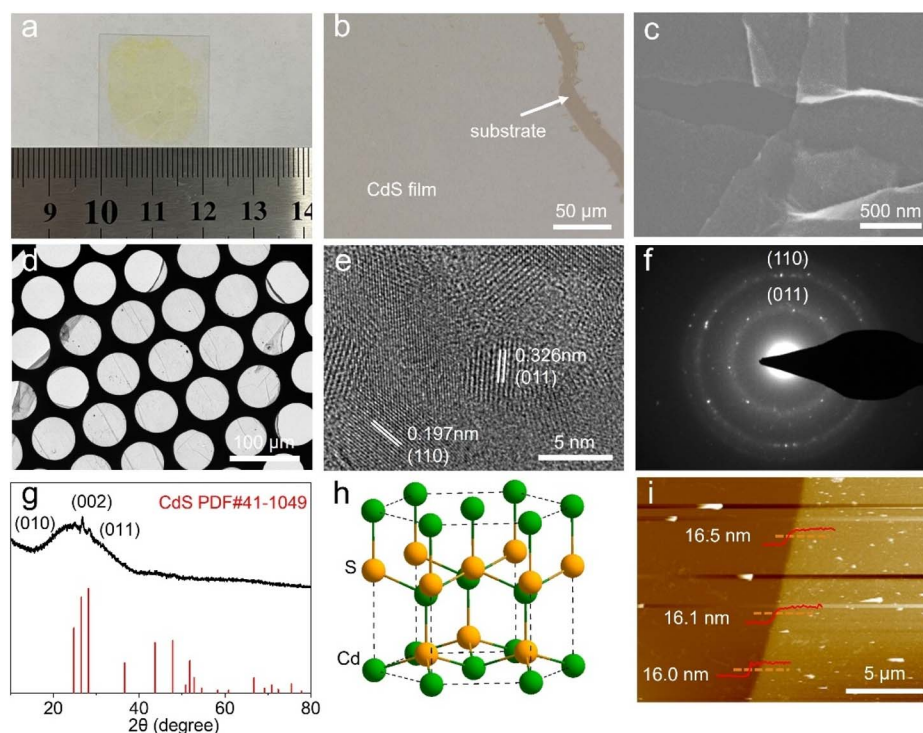 a
9 10 11 12 13 14
b
substrate
CdS film
50 μm
c
500 nm
d
100 μm
e
0.326nm
(011)
0.197nm
(110)
5 nm
f
(110)
(011)
g
CdS PDF#41-1049
(002)
(010)
(011)
10 20 40 60 80
2θ (degree)
h
S
Cd
i
16.5 nm
16.1 nm
16.0 nm
5 μm